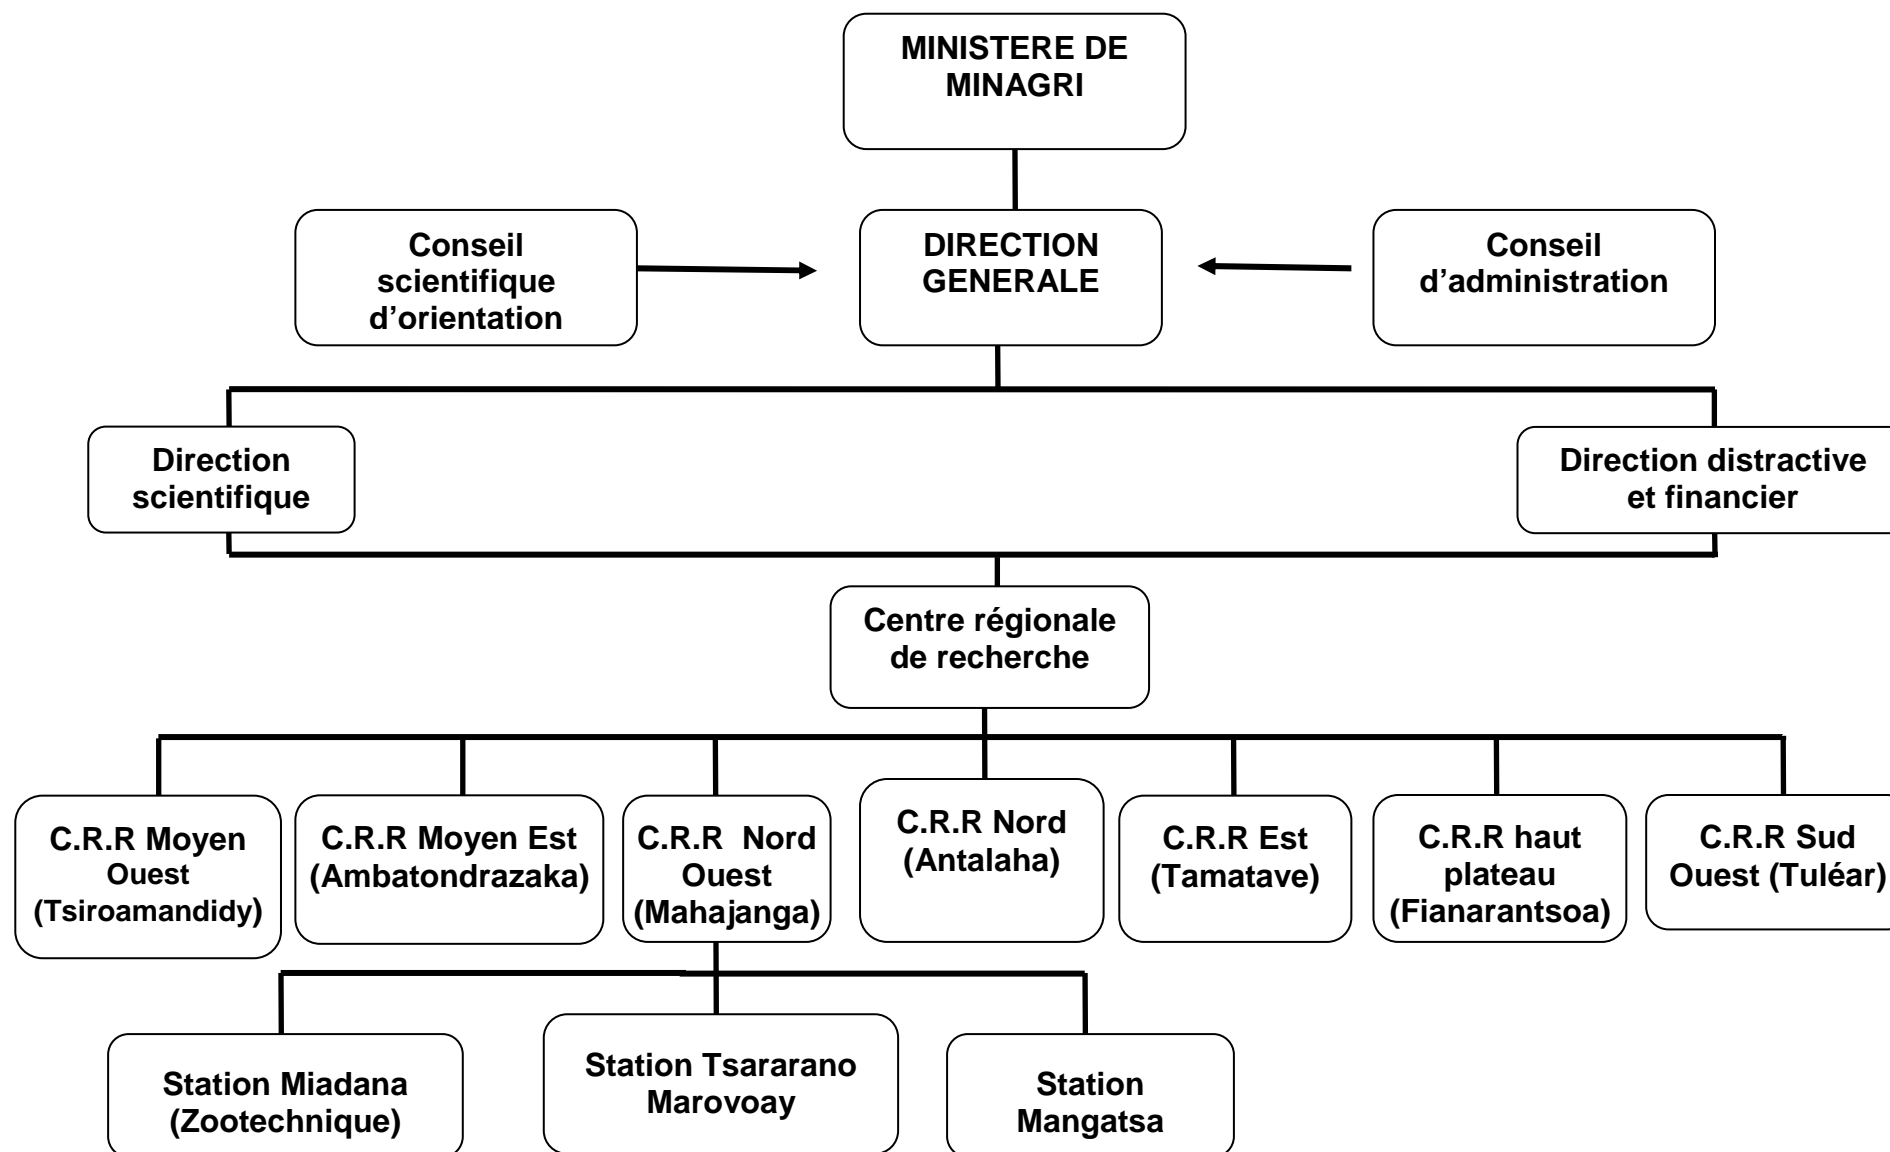 MINISTERE DE
MINAGRI
Conseil
scientifique
d’orientation
DIRECTION
GENERALE
Conseil
d’administration
Direction
scientifique
Direction distractive
et financier
Centre régionale
de recherche
C.R.R Moyen
Ouest
(Tsiroamandidy)
C.R.R Moyen Est
(Ambatondrazaka)
C.R.R  Nord
Ouest
(Mahajanga)
C.R.R Nord
(Antalaha)
C.R.R Est
(Tamatave)
C.R.R haut
plateau
(Fianarantsoa)
C.R.R Sud
Ouest (Tuléar)
Station Miadana
(Zootechnique)
Station Tsararano
Marovoay
Station
Mangatsa